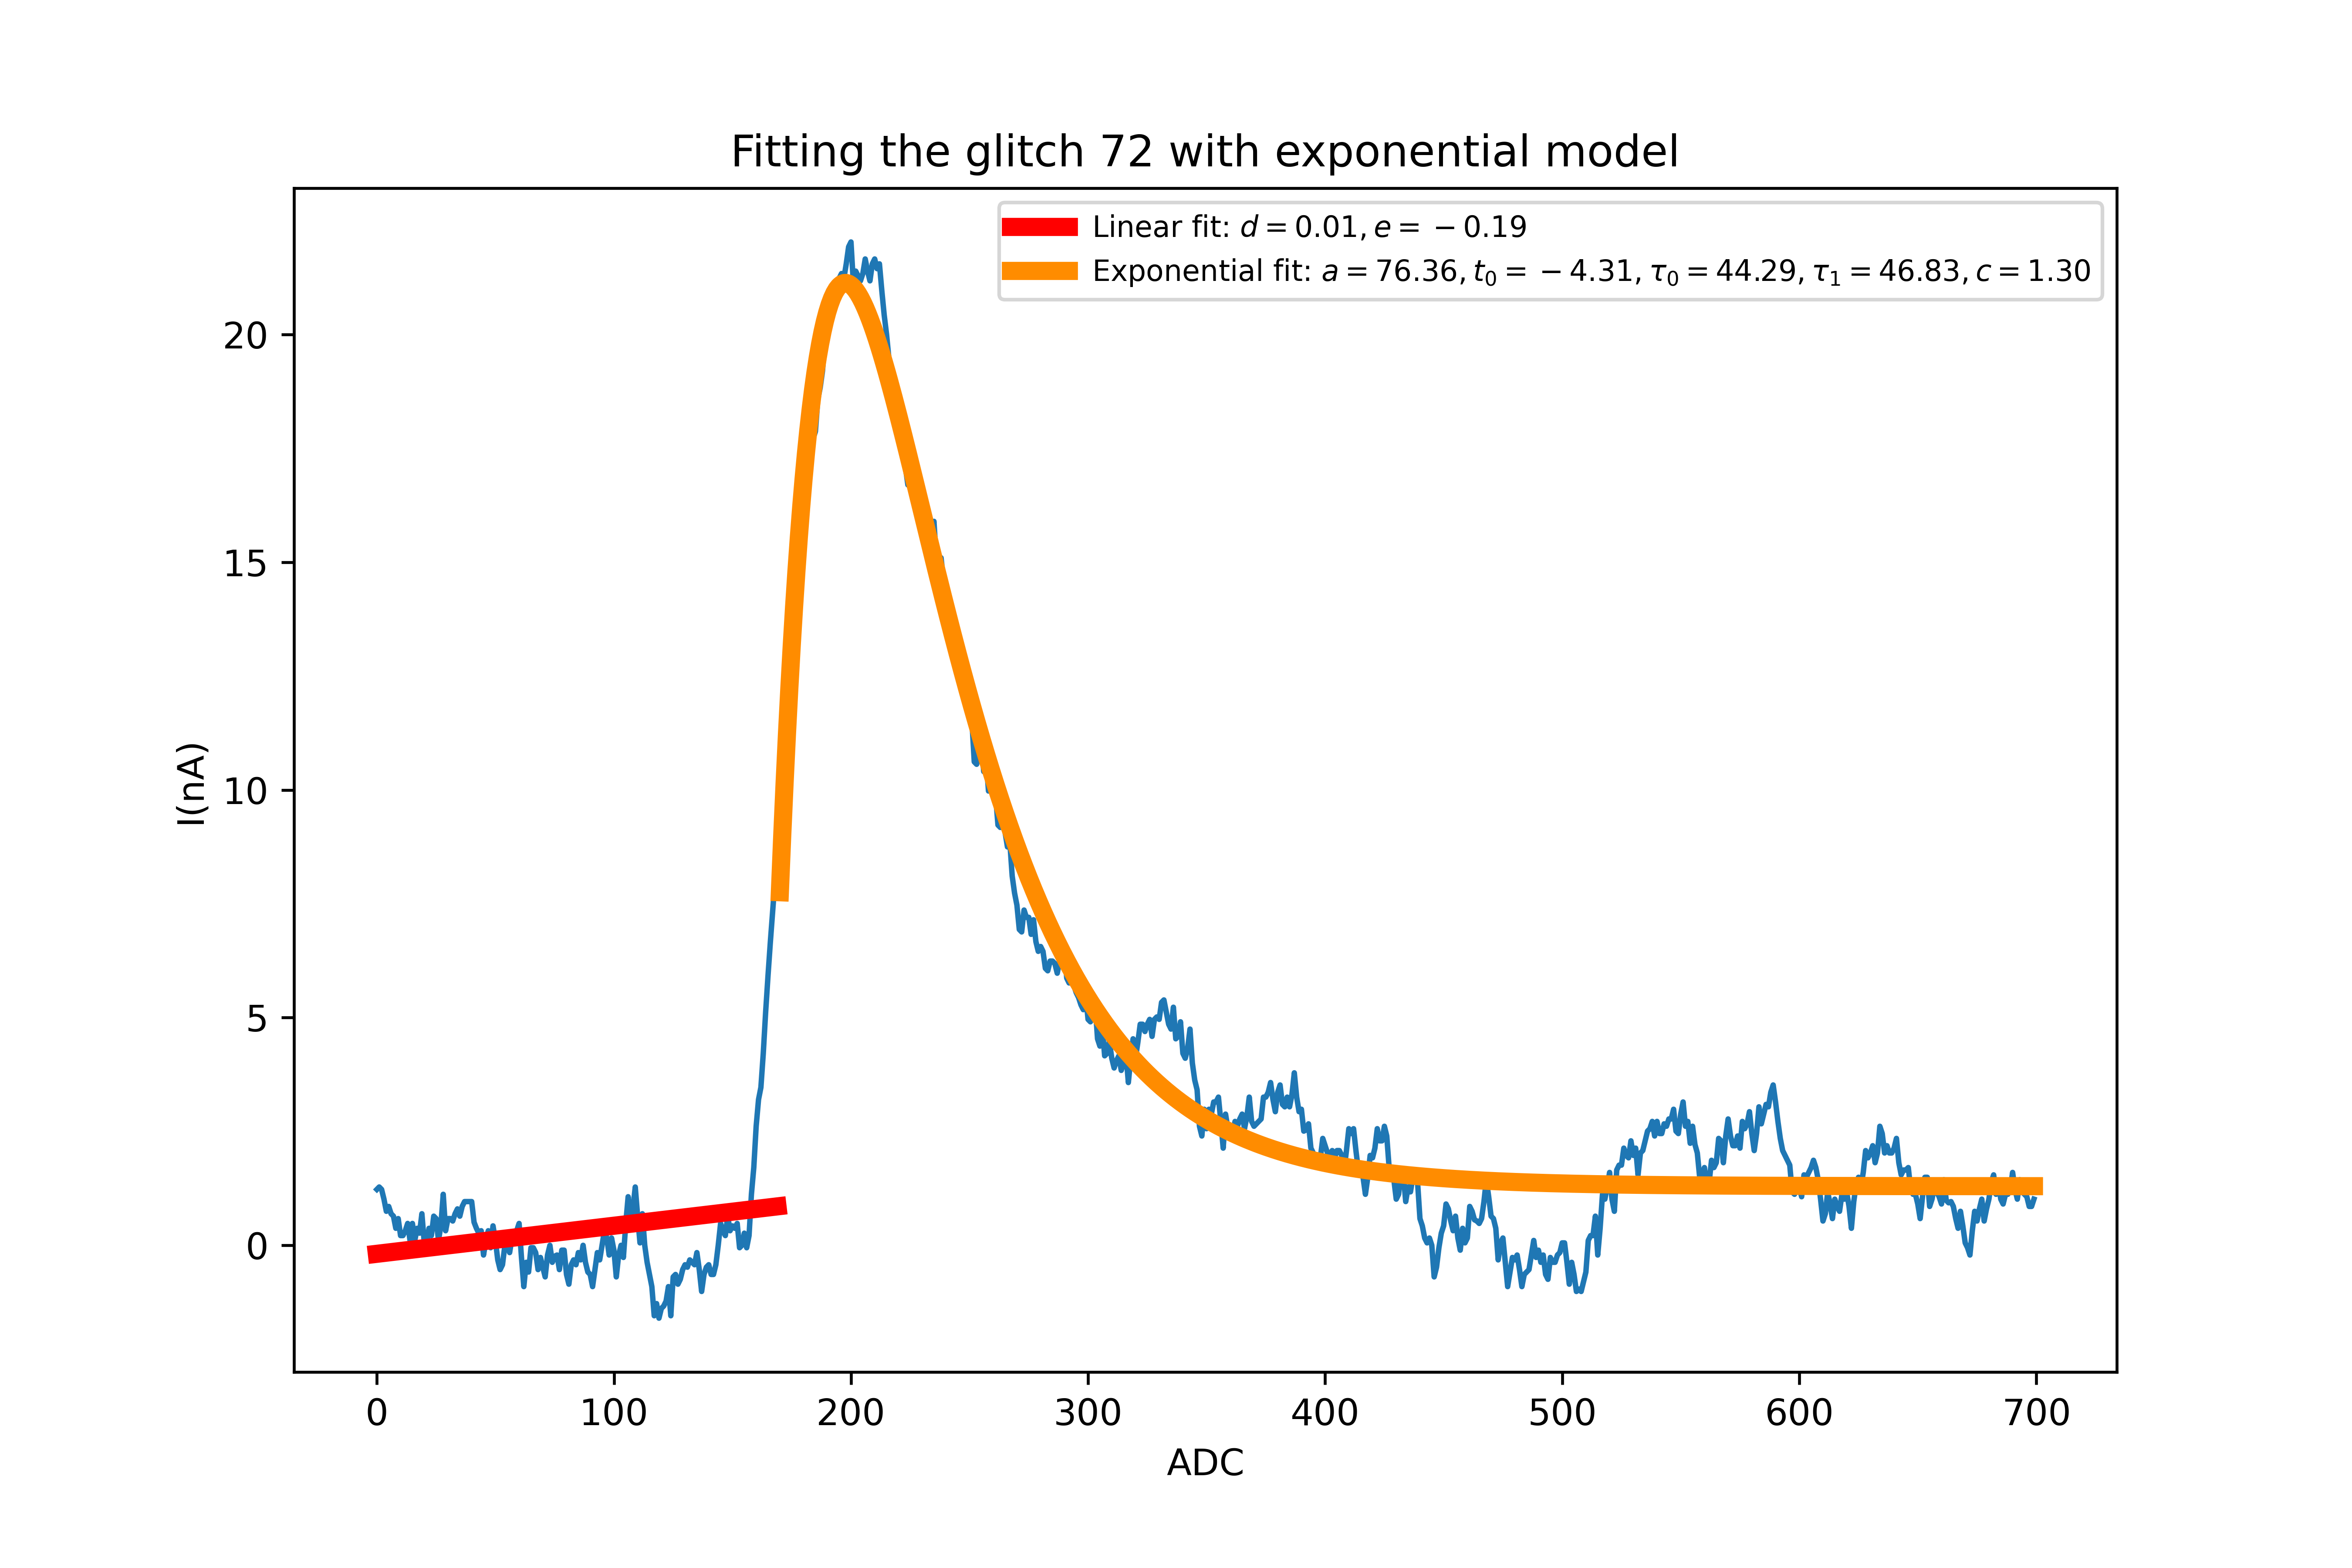 Fitting the glitch 72 with exponential model
Linear fit: d = 0.01, e = − 0.19
Exponential fit: a = 76.36, t₀ = − 4.31, τ₀ = 44.29, τ₁ = 46.83, c = 1.30
20
15
10
5
0
I(nA)
0 100 200 300 400 500 600 700
ADC